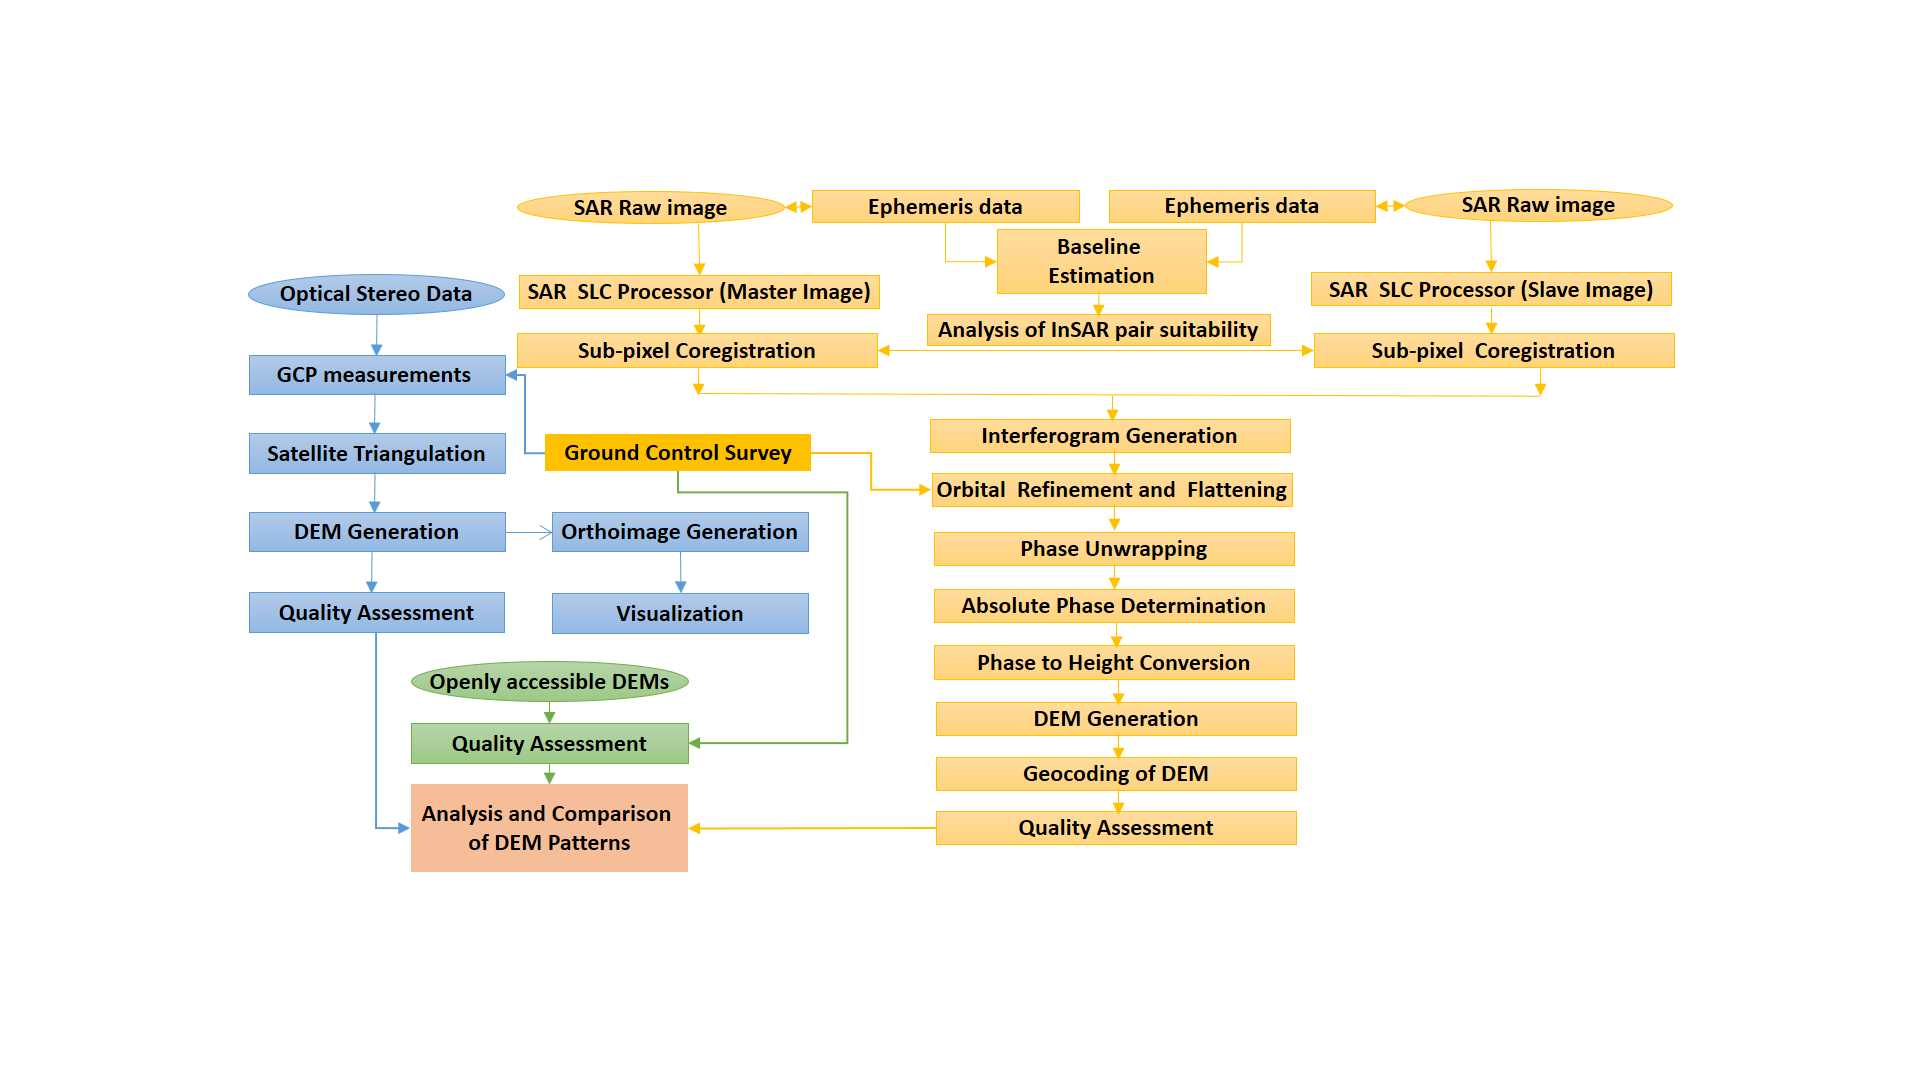 SAR Raw image
Ephemeris data
Ephemeris data
SAR Raw image
Baseline
Estimation
Optical Stereo Data
SAR SLC Processor (Master Image)
SAR SLC Processor (Slave Image)
Analysis of InSAR pair suitability
Sub-pixel Coregistration
Sub-pixel Coregistration
GCP measurements
Interferogram Generation
Satellite Triangulation
Ground Control Survey
Orbital Refinement and Flattening
DEM Generation
Orthoimage Generation
Phase Unwrapping
Quality Assessment
Visualization
Absolute Phase Determination
Phase to Height Conversion
Openly accessible DEMs
DEM Generation
Quality Assessment
Geocoding of DEM
Analysis and Comparison
of DEM Patterns
Quality Assessment